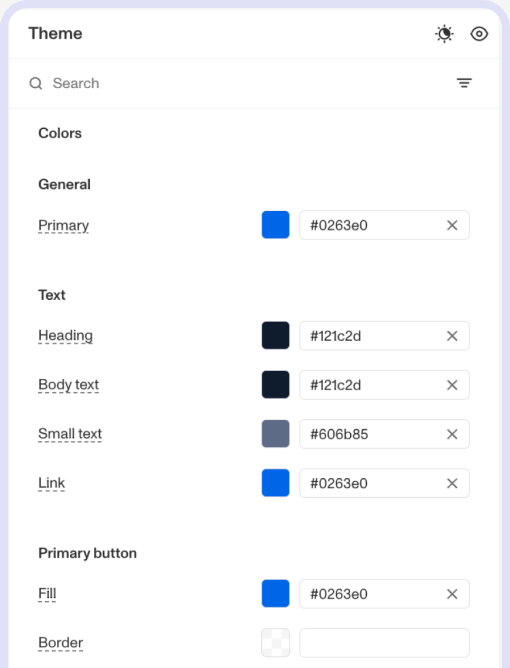 Theme
Search
Colors
General
Primary #0263e0
Text
Heading #121c2d
Body text #121c2d
Small text #606b85
Link #0263e0
Primary button
Fill #0263e0
Border